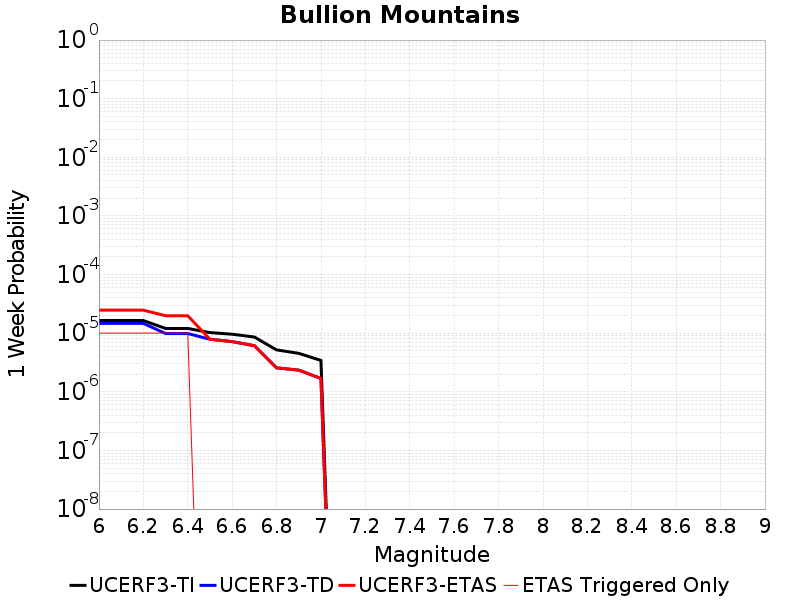 Bullion Mountains
1 Week Probability
10^0
10^-1
10^-2
10^-3
10^-4
10^-5
10^-6
10^-7
10^-8
6 6.2 6.4 6.6 6.8 7 7.2 7.4 7.6 7.8 8 8.2 8.4 8.6 8.8 9
Magnitude
UCERF3-TI UCERF3-TD UCERF3-ETAS ETAS Triggered Only